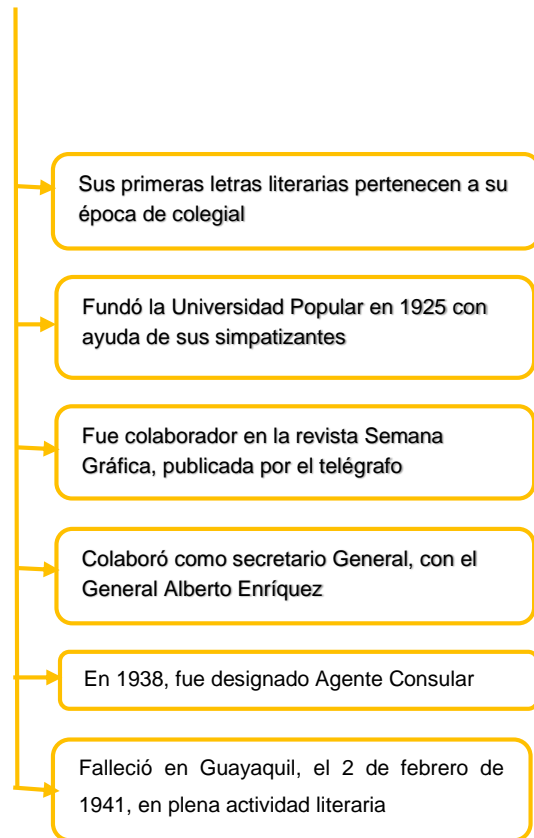 Sus primeras letras literarias pertenecen a su
época de colegial
Fundó la Universidad Popular en 1925 con
ayuda de sus simpatizantes
Fue colaborador en la revista Semana
Gráfica, publicada por el telégrafo
Colaboró como secretario General, con el
General Alberto Enríquez
En 1938, fue designado Agente Consular
Falleció en Guayaquil, el 2 de febrero de
1941, en plena actividad literaria